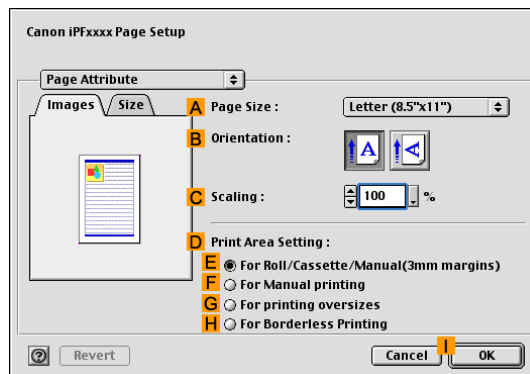 Canon iPFxxxx Page Setup
Page Attribute
Images Size
A Page Size : Letter (8.5"x11")
B Orientation : A A
C Scaling : 100 %
D Print Area Setting :
E For Roll/Cassette/Manual(3mm margins)
F For Manual printing
G For printing oversizes
H For Borderless Printing
I
? Revert Cancel OK